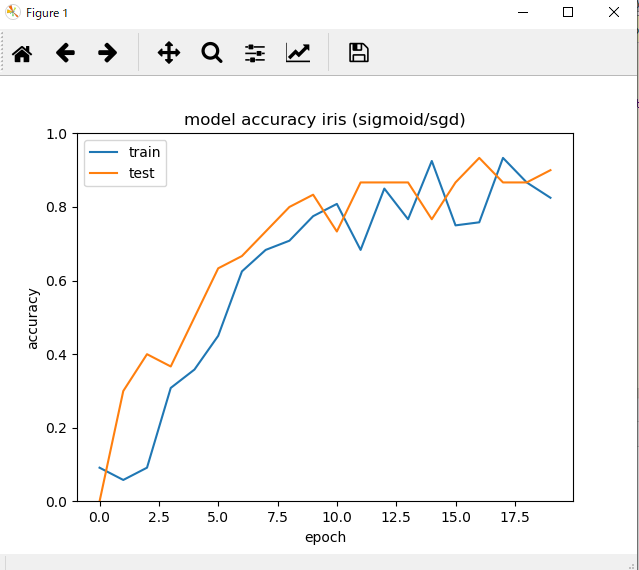 Figure 1
model accuracy iris (sigmoid/sgd)
train
test
1.0
0.8
0.6
0.4
0.2
0.0
accuracy
0.0 2.5 5.0 7.5 10.0 12.5 15.0 17.5
epoch